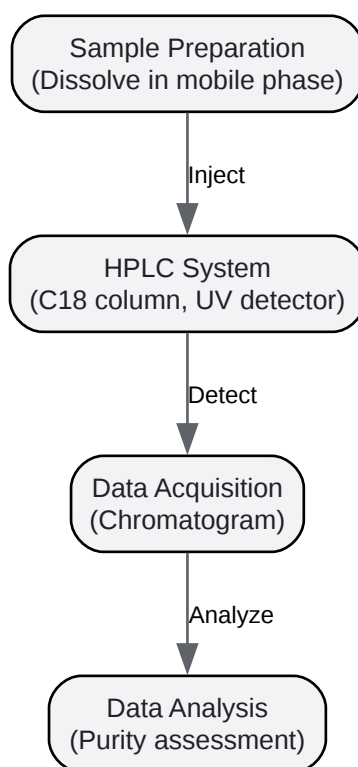 Sample Preparation
(Dissolve in mobile phase)
Inject
HPLC System
(C18 column, UV detector)
Detect
Data Acquisition
(Chromatogram)
Analyze
Data Analysis
(Purity assessment)